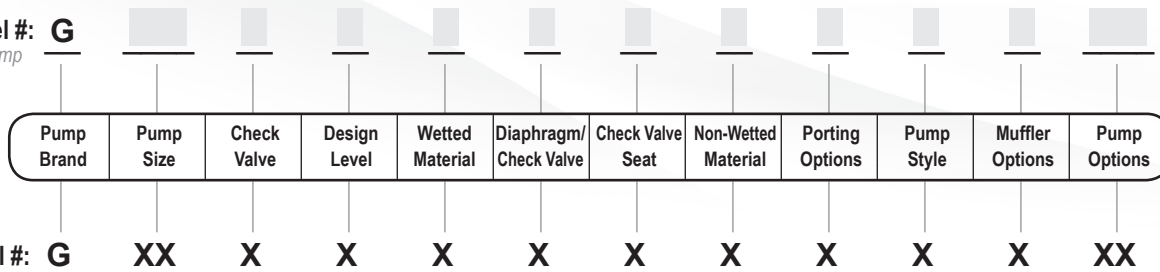 el #: G
mp
Pump Brand
Pump Size
Check Valve
Design Level
Wetted Material
Diaphragm/ Check Valve
Check Valve Seat
Non-Wetted Material
Porting Options
Pump Style
Muffler Options
Pump Options
l #: G XX X X X X X X X X X XX